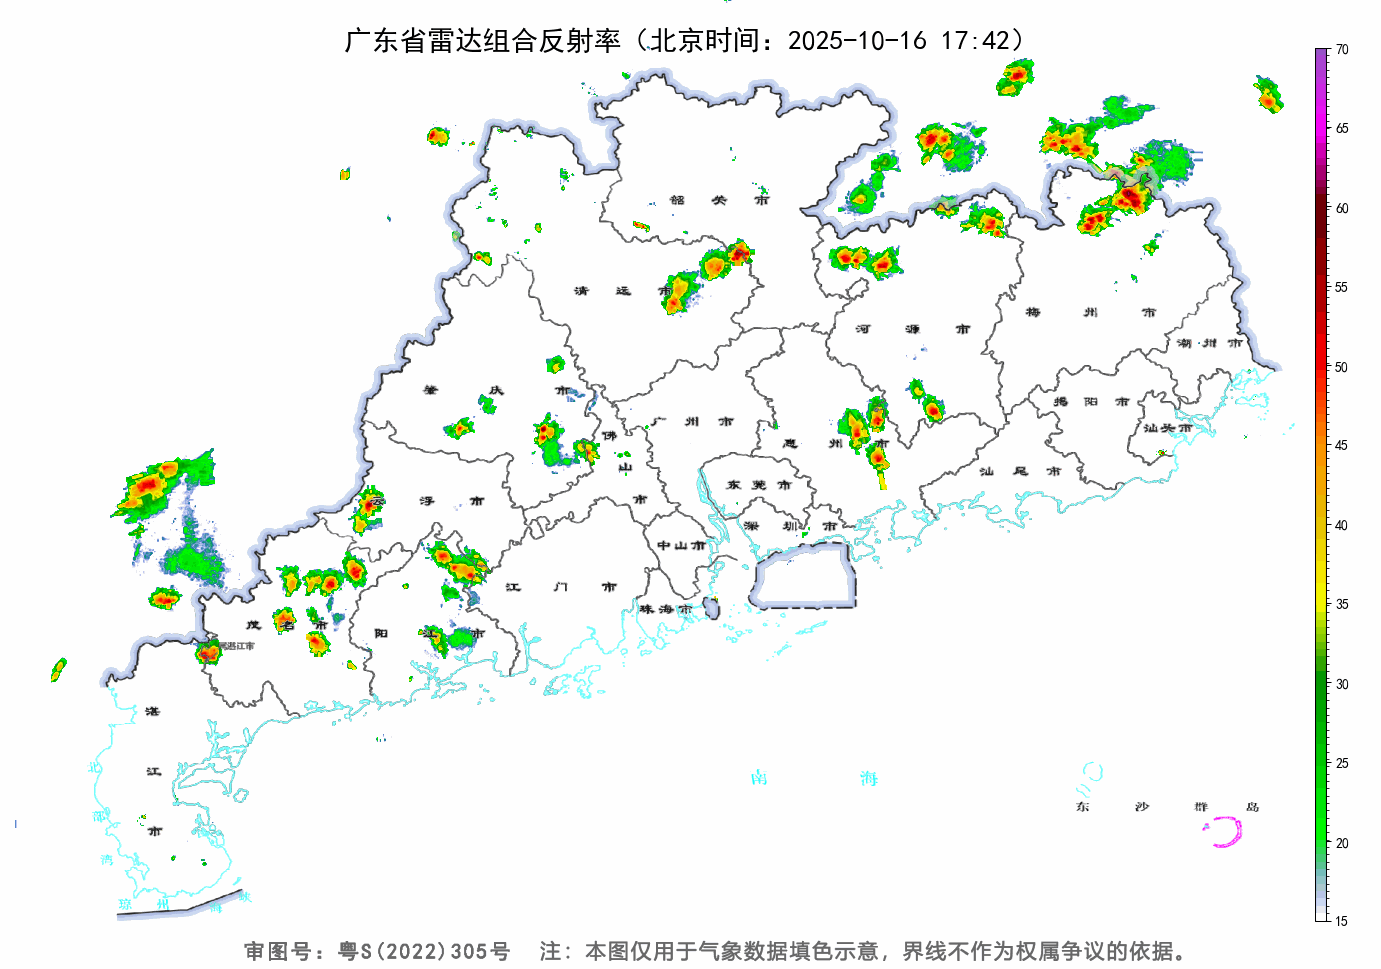 广东省雷达组合反射率（北京时间：2025-10-16 17:42）
70
65
60
55
50
45
40
35
30
25
20
15
韶 关 市
清 远 市
河 源 市
梅 州 市
潮 州 市
肇 庆 市
广 州 市
揭 阳 市
汕头市
佛
山
市
惠 州 市
汕 尾 市
东 莞 市
云 浮 市
深 圳 市
中山市
江 门 市
珠海市
茂 名 市
阳 江 市
属湛江市
湛
江
市
北
部
湾
琼 州 海 峡
南 海
东 沙 群 岛
审图号：粤S(2022)305号 注：本图仅用于气象数据填色示意，界线不作为权属争议的依据。